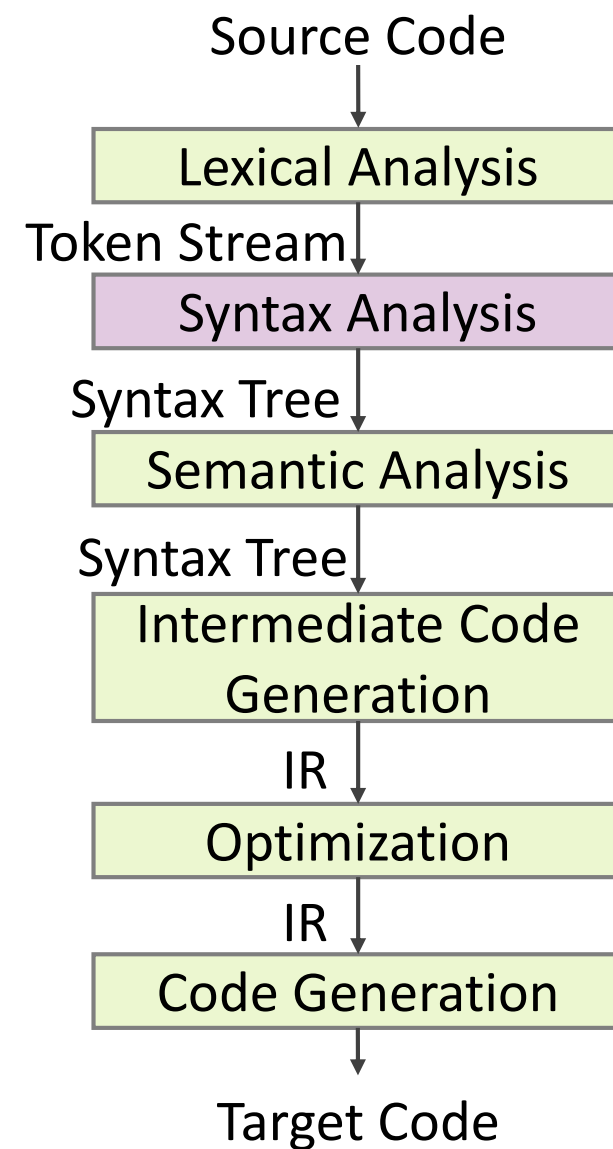 Source Code
Lexical Analysis
Token Stream
Syntax Analysis
Syntax Tree
Semantic Analysis
Syntax Tree
Intermediate Code
Generation
IR
Optimization
IR
Code Generation
Target Code